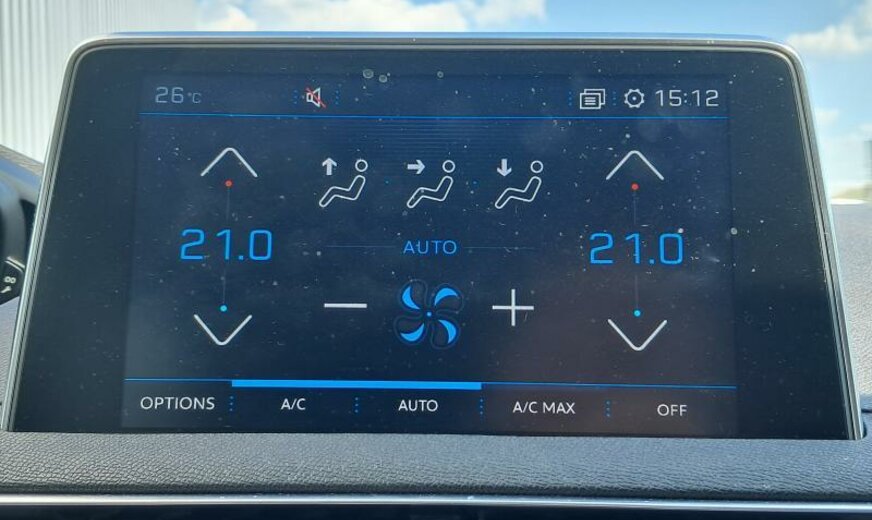 26°C 15:12
21.0 AUTO 21.0
OPTIONS A/C AUTO A/C MAX OFF